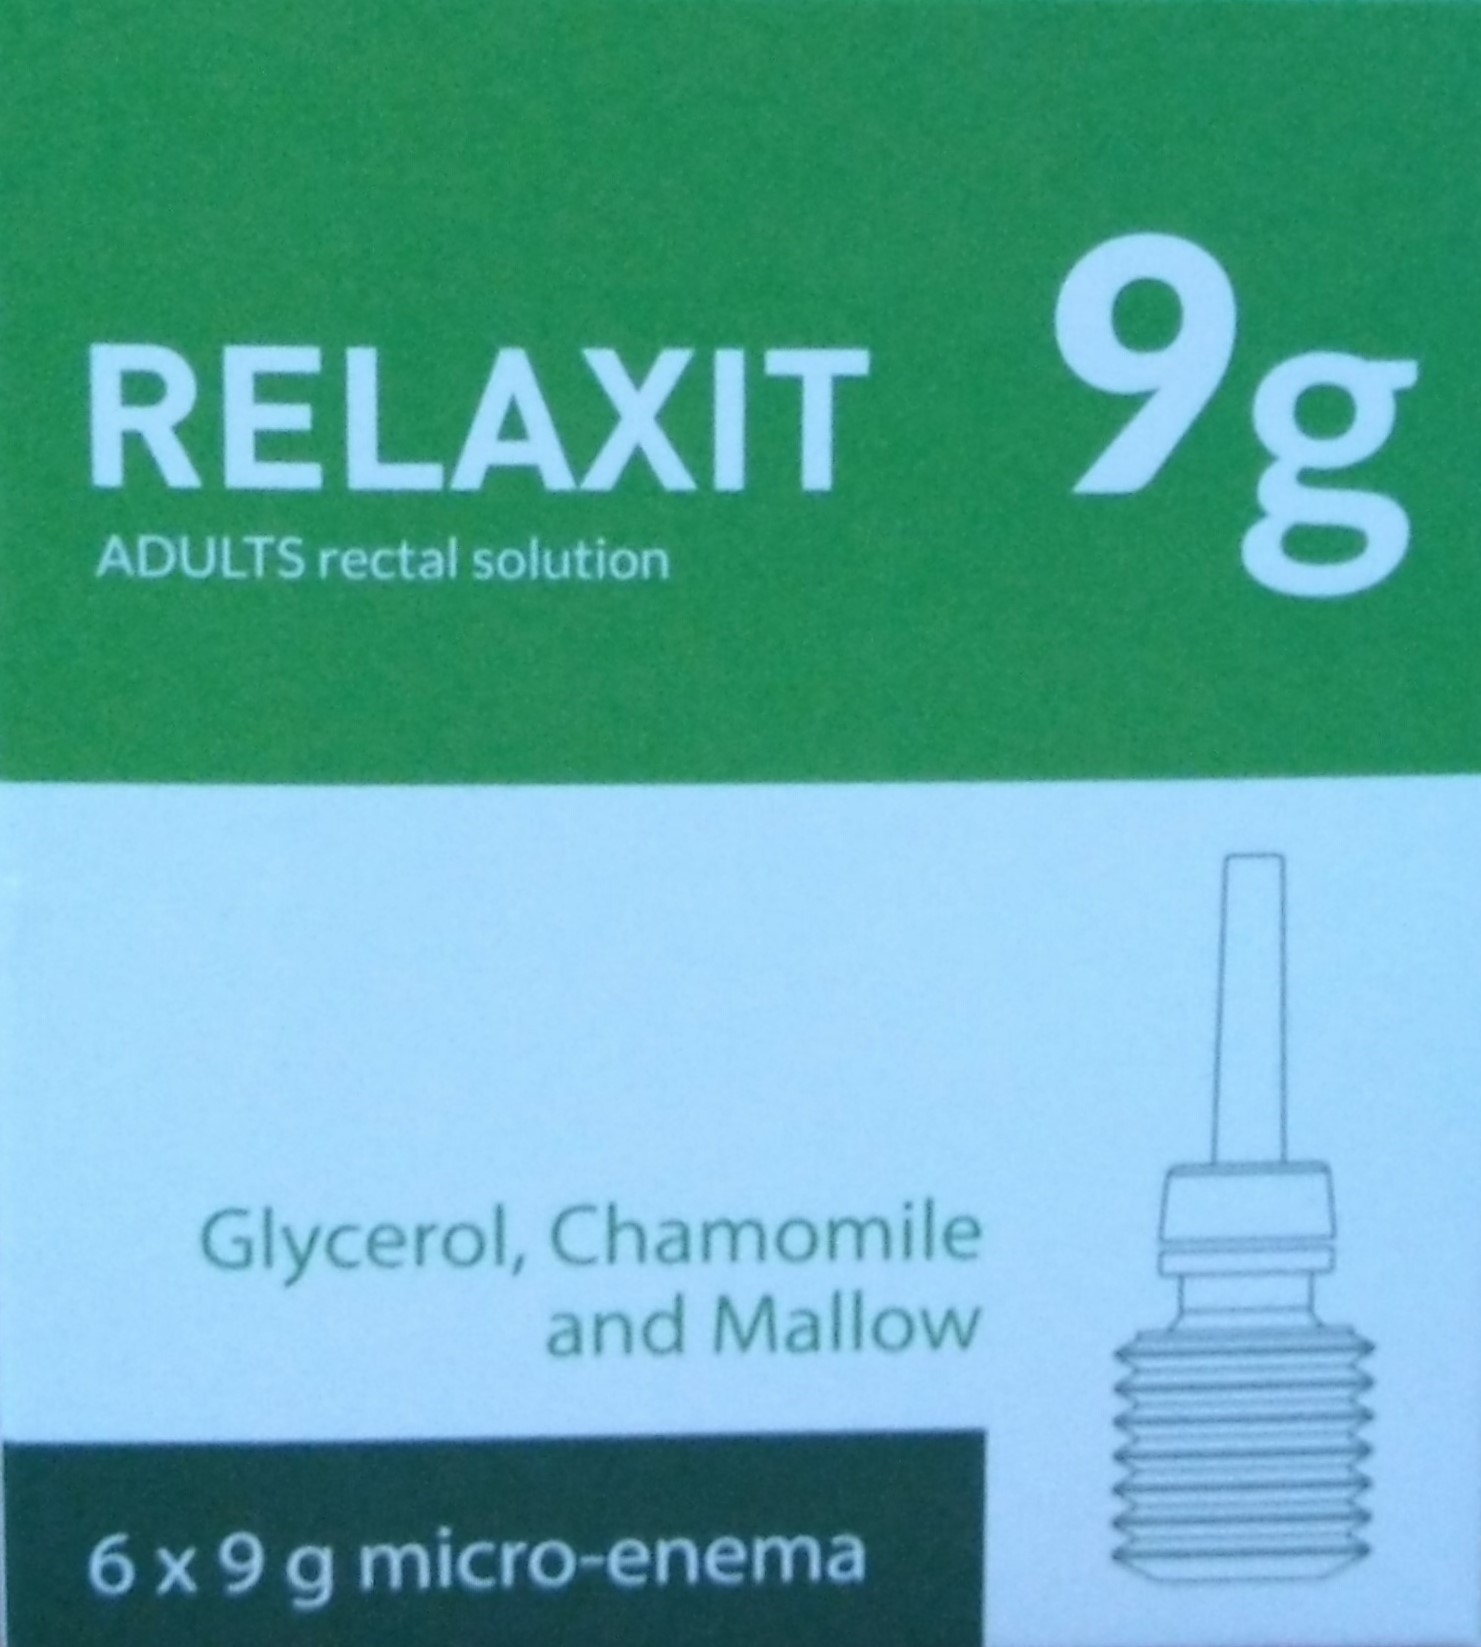 RELAXIT 9g
ADULTS rectal solution
Glycerol, Chamomile
and Mallow
6 x 9 g micro-enema